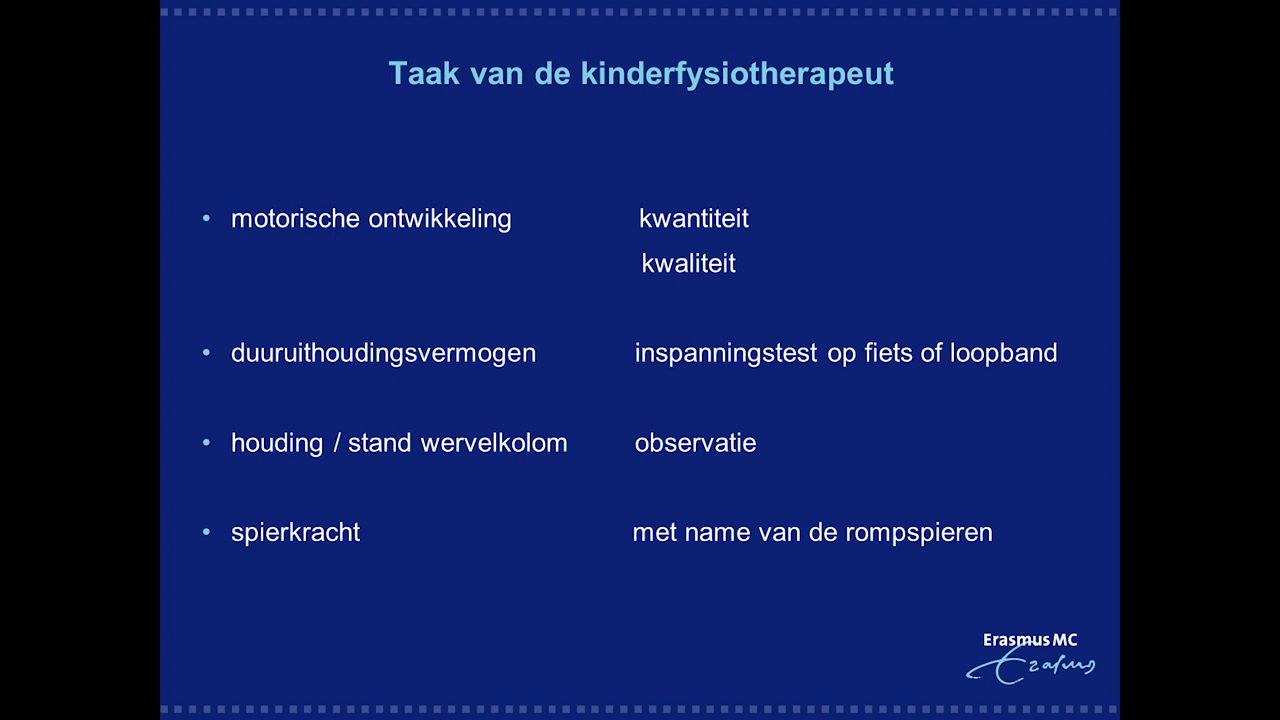 Taak van de kinderfysiotherapeut
• motorische ontwikkeling kwantiteit
kwaliteit
• duuruithoudingsvermogen inspanningstest op fiets of loopband
• houding / stand wervelkolom observatie
• spierkracht met name van de rompspieren
Erasmus MC
Erasmus